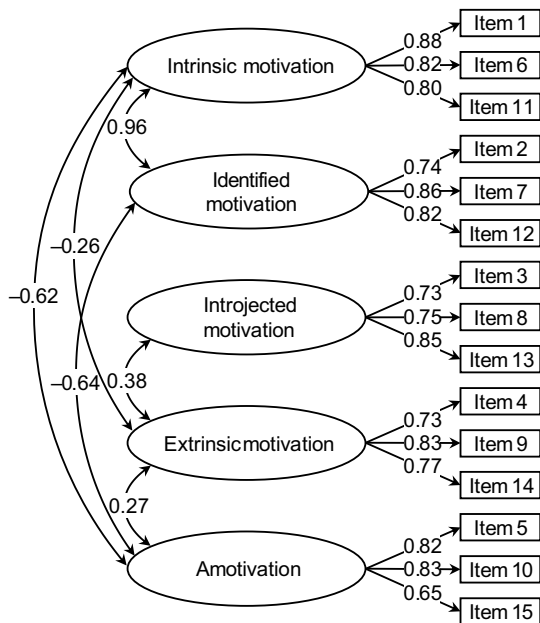 Item 1
0.88
Intrinsic motivation
0.82
Item 6
0.80
Item 11
0.96
Item 2
0.74
Identified
motivation
0.86
Item 7
0.82
Item 12
–0.26
–0.62
Item 3
0.73
Introjected
motivation
0.75
Item 8
0.85
Item 13
–0.64
0.38
Item 4
0.73
Extrinsic motivation
0.83
Item 9
0.77
Item 14
0.27
Item 5
0.82
Amotivation
0.83
Item 10
0.65
Item 15